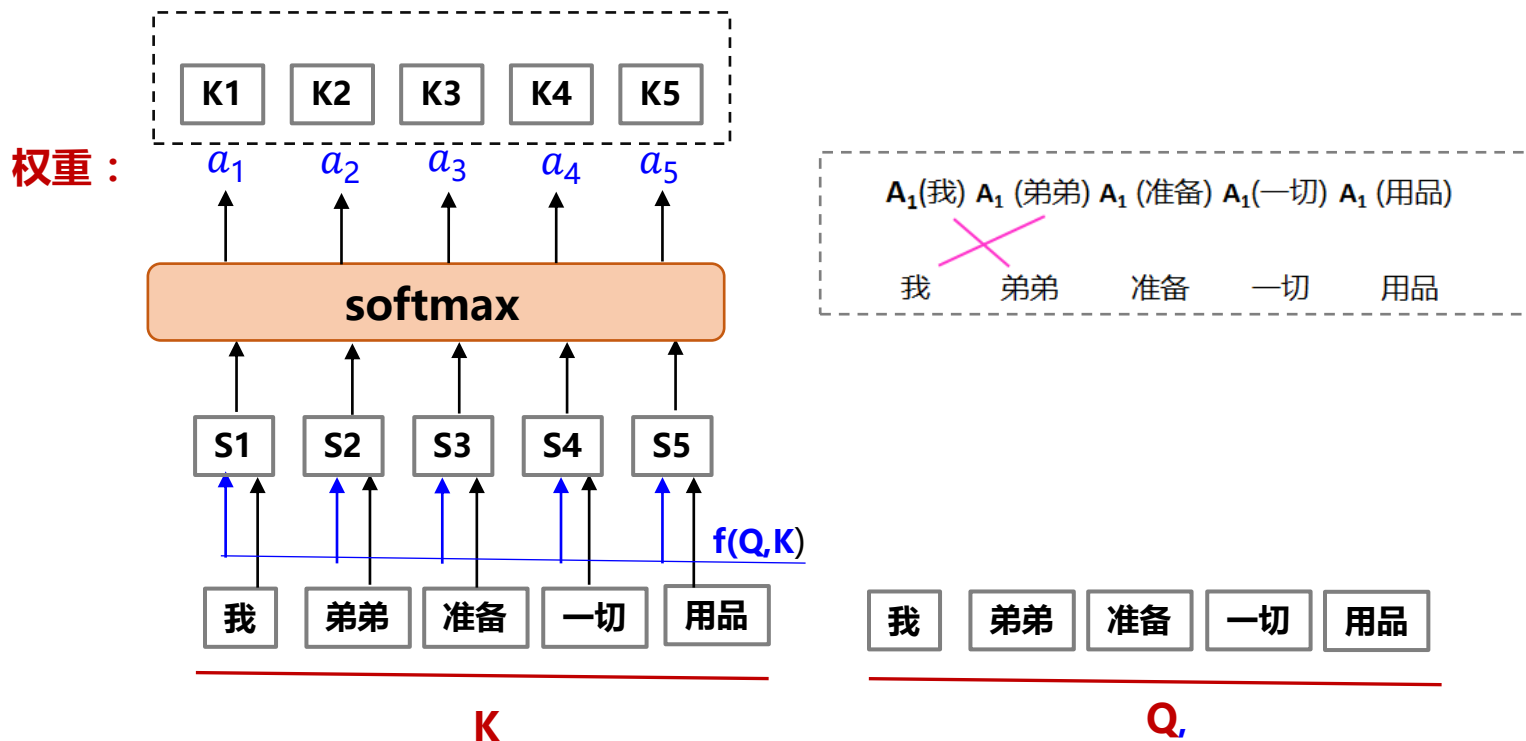 K1 K2 K3 K4 K5
权重： a₁ a₂ a₃ a₄ a₅
A₁(我) A₁ (弟弟) A₁ (准备) A₁(一切) A₁ (用品)
我 弟弟 准备 一切 用品
softmax
S1 S2 S3 S4 S5
f(Q,K)
我 弟弟 准备 一切 用品
我 弟弟 准备 一切 用品
K
Q,